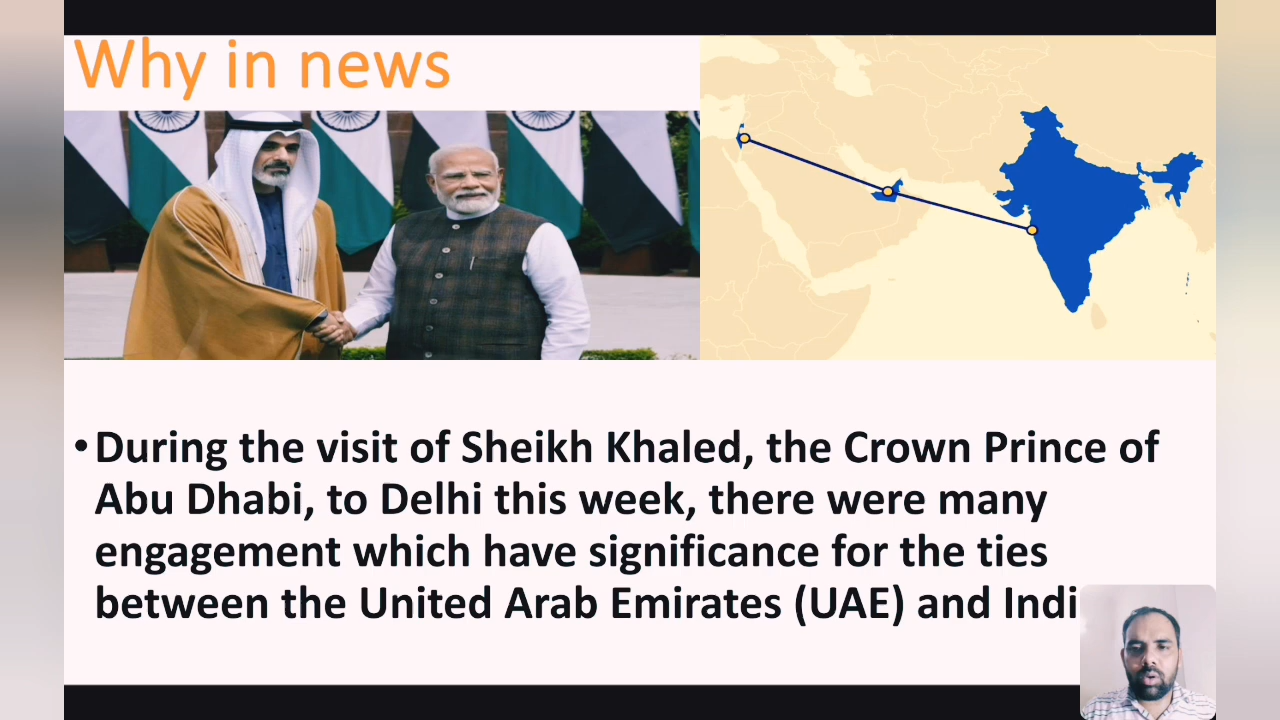 Why in news
•During the visit of Sheikh Khaled, the Crown Prince of
Abu Dhabi, to Delhi this week, there were many
engagement which have significance for the ties
between the United Arab Emirates (UAE) and Indi